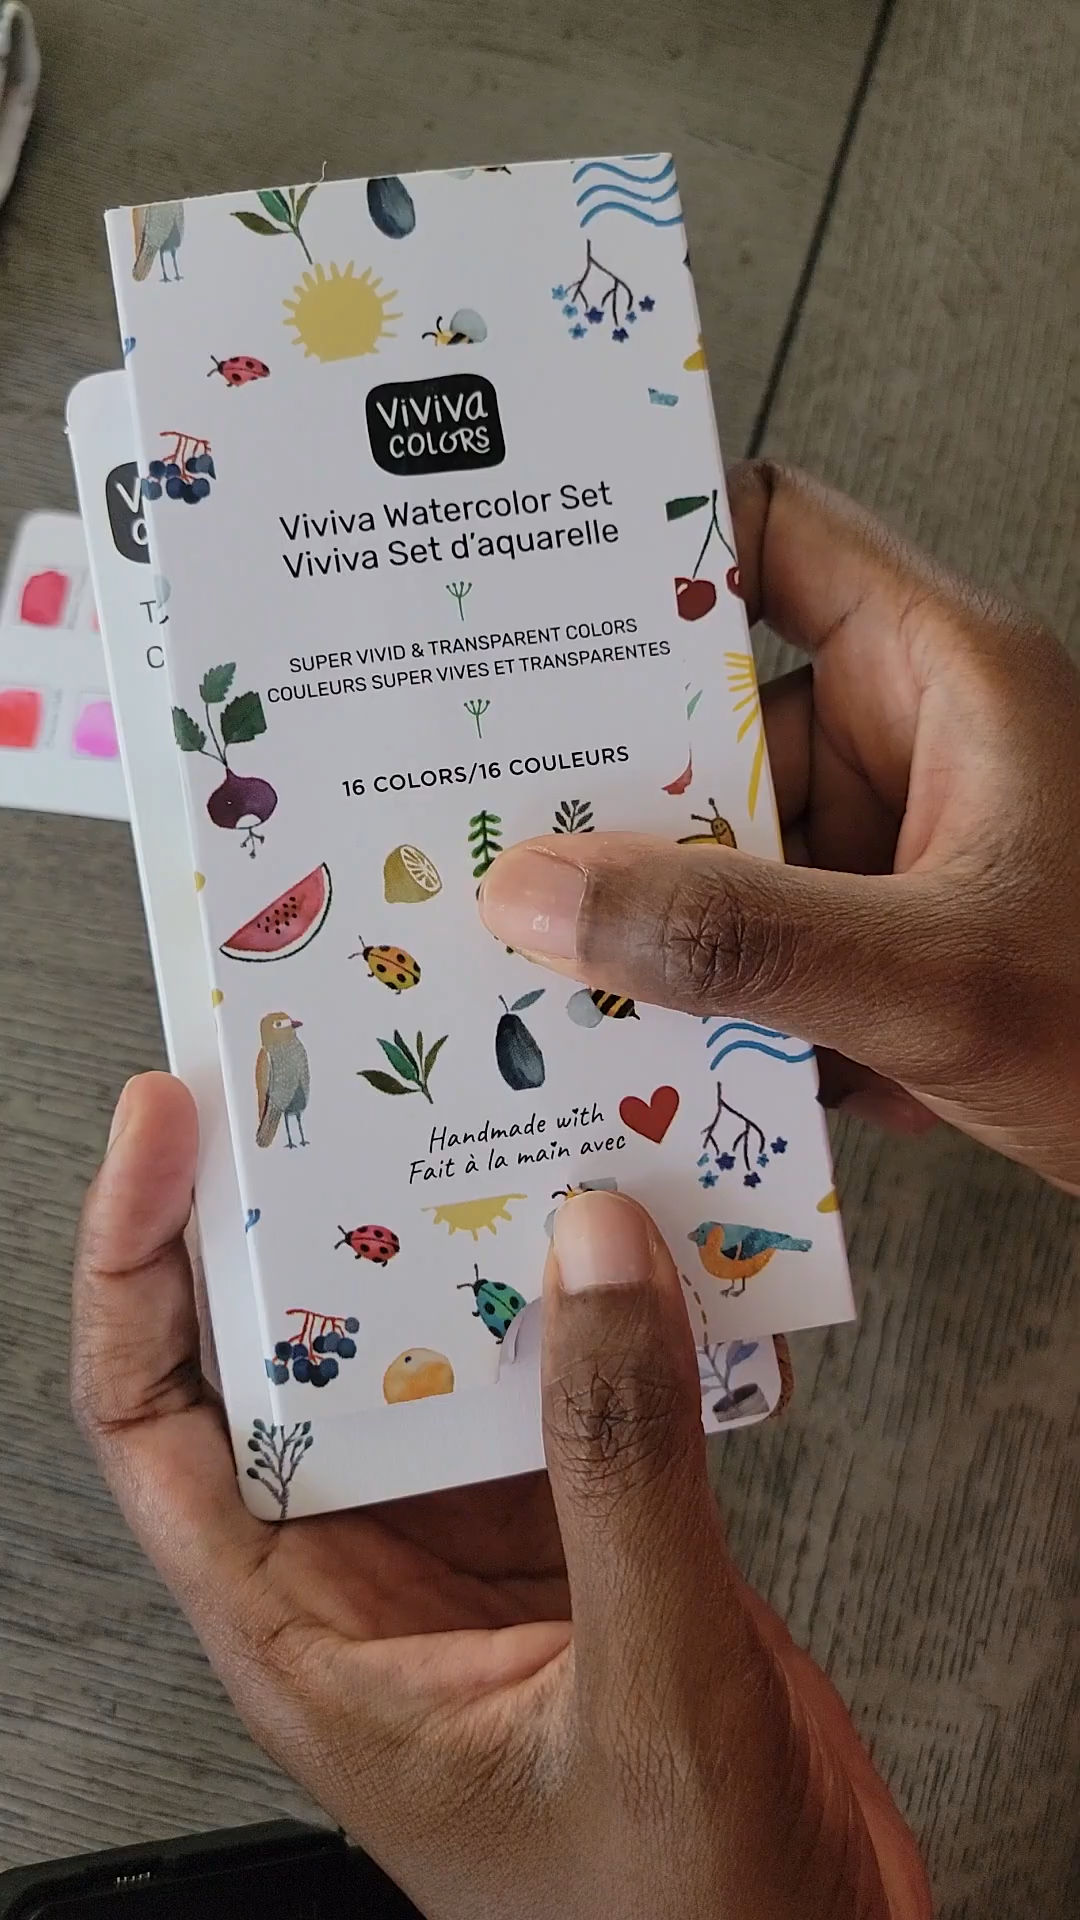 ViViVa
COLORS
Viviva Watercolor Set
Viviva Set d'aquarelle
SUPER VIVID & TRANSPARENT COLORS
COULEURS SUPER VIVES ET TRANSPARENTES
16 COLORS/16 COULEURS
Handmade with
Fait à la main avec